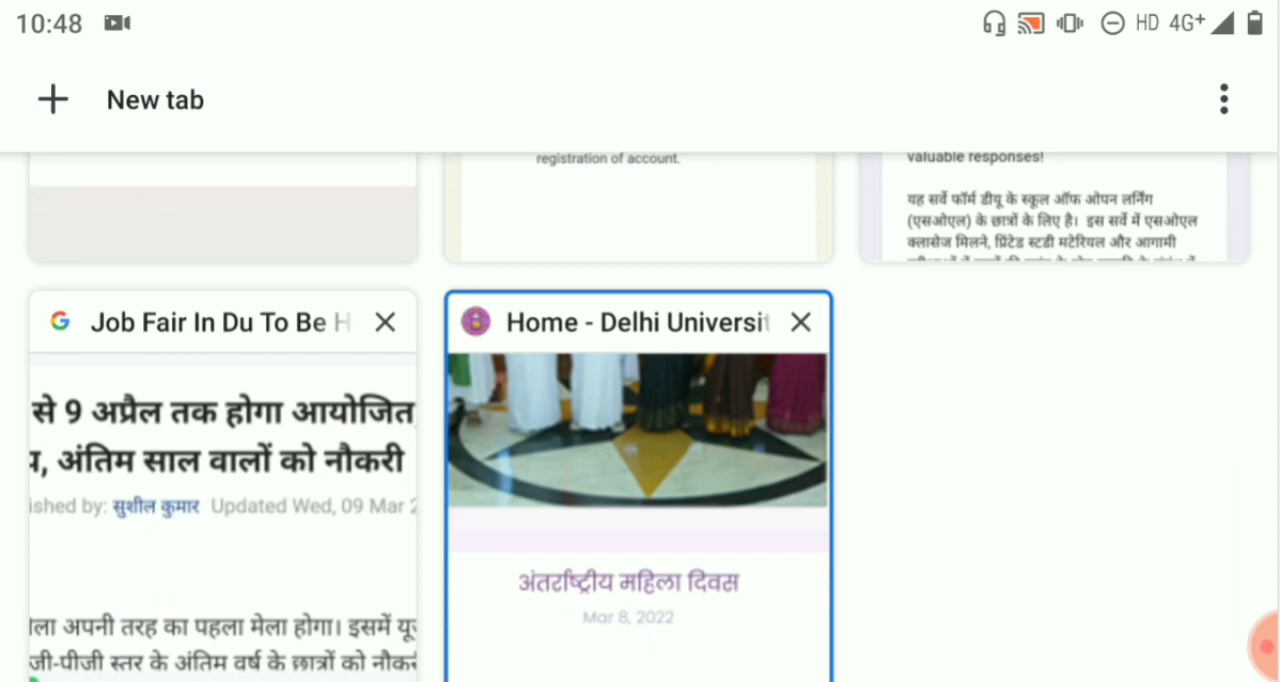 10:48
HD 4G+
New tab
registration of account.
valuable responses!
यह सर्वे फॉर्म डीयू के स्कूल ऑफ ओपन लर्निंग
(एसओएल) के छात्रों के लिए है। इस सर्वे में एसओएल
क्लासेज मिलने, प्रिंटेड स्टडी मटेरियल और आगामी
Job Fair In Du To Be H
Home - Delhi Universit
से 9 अप्रैल तक होगा आयोजित
अंतिम साल वालों को नौकरी
ished by: सुशील कुमार Updated Wed, 09 Mar 2
अंतर्राष्ट्रीय महिला दिवस
Mar 8, 2022
ला अपनी तरह का पहला मेला होगा। इसमें यू
जी-पीजी स्तर के अंतिम वर्ष के छात्रों को नौकरी